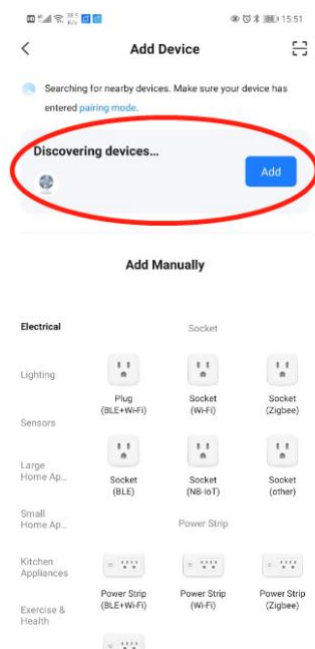 15:51
Add Device
Searching for nearby devices. Make sure your device has
entered pairing mode.
Discovering devices...
Add
Add Manually
Electrical
Socket
Lighting
Plug
(BLE+Wi-Fi)
Socket
(Wi-Fi)
Socket
(Zigbee)
Sensors
Large
Home Ap...
Socket
(BLE)
Socket
(NB-IoT)
Socket
(other)
Small
Home Ap...
Power Strip
Kitchen
Appliances
Power Strip
(BLE+Wi-Fi)
Power Strip
(Wi-Fi)
Power Strip
(Zigbee)
Exercise &
Health